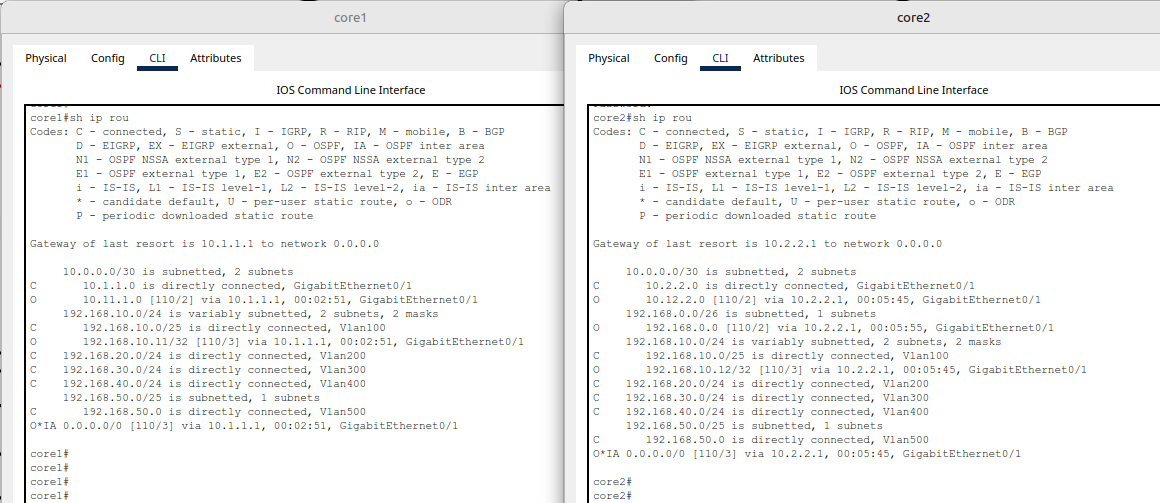 core1
Physical Config CLI Attributes
IOS Command Line Interface
core1#sh ip rou
Codes: C - connected, S - static, I - IGRP, R - RIP, M - mobile, B - BGP
D - EIGRP, EX - EIGRP external, O - OSPF, IA - OSPF inter area
N1 - OSPF NSSA external type 1, N2 - OSPF NSSA external type 2
E1 - OSPF external type 1, E2 - OSPF external type 2, E - EGP
i - IS-IS, L1 - IS-IS level-1, L2 - IS-IS level-2, ia - IS-IS inter area
* - candidate default, U - per-user static route, o - ODR
P - periodic downloaded static route
Gateway of last resort is 10.1.1.1 to network 0.0.0.0
10.0.0.0/30 is subnetted, 2 subnets
C 10.1.1.0 is directly connected, GigabitEthernet0/1
O 10.11.1.0 [110/2] via 10.1.1.1, 00:02:51, GigabitEthernet0/1
192.168.10.0/24 is variably subnetted, 2 subnets, 2 masks
C 192.168.10.0/25 is directly connected, Vlan100
O 192.168.10.11/32 [110/3] via 10.1.1.1, 00:02:51, GigabitEthernet0/1
C 192.168.20.0/24 is directly connected, Vlan200
C 192.168.30.0/24 is directly connected, Vlan300
C 192.168.40.0/24 is directly connected, Vlan400
192.168.50.0/25 is subnetted, 1 subnets
C 192.168.50.0 is directly connected, Vlan500
O*IA 0.0.0.0/0 [110/3] via 10.1.1.1, 00:02:51, GigabitEthernet0/1
core1#
core1#
core1#
core1#
core2
Physical Config CLI Attributes
IOS Command Line Interface
core2#sh ip rou
Codes: C - connected, S - static, I - IGRP, R - RIP, M - mobile, B - BGP
D - EIGRP, EX - EIGRP external, O - OSPF, IA - OSPF inter area
N1 - OSPF NSSA external type 1, N2 - OSPF NSSA external type 2
E1 - OSPF external type 1, E2 - OSPF external type 2, E - EGP
i - IS-IS, L1 - IS-IS level-1, L2 - IS-IS level-2, ia - IS-IS inter area
* - candidate default, U - per-user static route, o - ODR
P - periodic downloaded static route
Gateway of last resort is 10.2.2.1 to network 0.0.0.0
10.0.0.0/30 is subnetted, 2 subnets
C 10.2.2.0 is directly connected, GigabitEthernet0/1
O 10.12.2.0 [110/2] via 10.2.2.1, 00:05:45, GigabitEthernet0/1
192.168.0.0/26 is subnetted, 1 subnets
O 192.168.0.0 [110/2] via 10.2.2.1, 00:05:55, GigabitEthernet0/1
192.168.10.0/24 is variably subnetted, 2 subnets, 2 masks
C 192.168.10.0/25 is directly connected, Vlan100
O 192.168.10.12/32 [110/3] via 10.2.2.1, 00:05:45, GigabitEthernet0/1
C 192.168.20.0/24 is directly connected, Vlan200
C 192.168.30.0/24 is directly connected, Vlan300
C 192.168.40.0/24 is directly connected, Vlan400
192.168.50.0/25 is subnetted, 1 subnets
C 192.168.50.0 is directly connected, Vlan500
O*IA 0.0.0.0/0 [110/3] via 10.2.2.1, 00:05:45, GigabitEthernet0/1
core2#
core2#